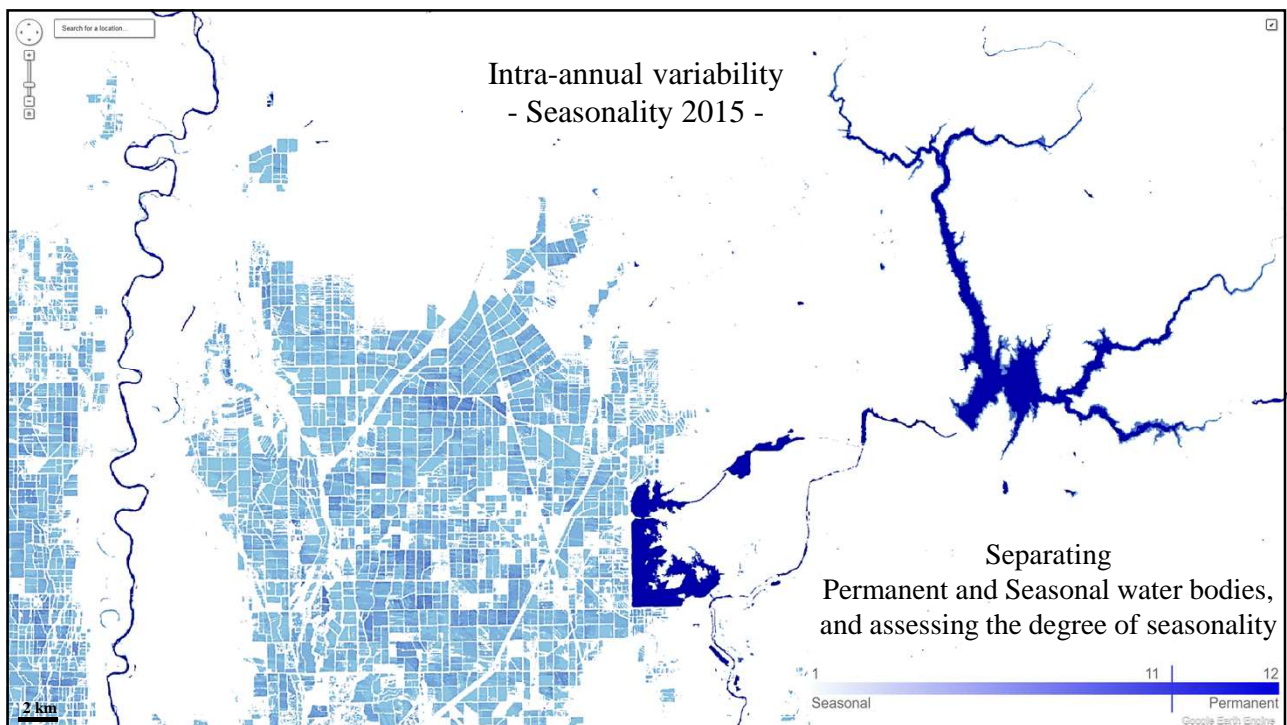 Search for a location...
Intra-annual variability
- Seasonality 2015 -
Separating
Permanent and Seasonal water bodies,
and assessing the degree of seasonality
1 11 12
Seasonal Permanent
2 km
Google Earth Engine